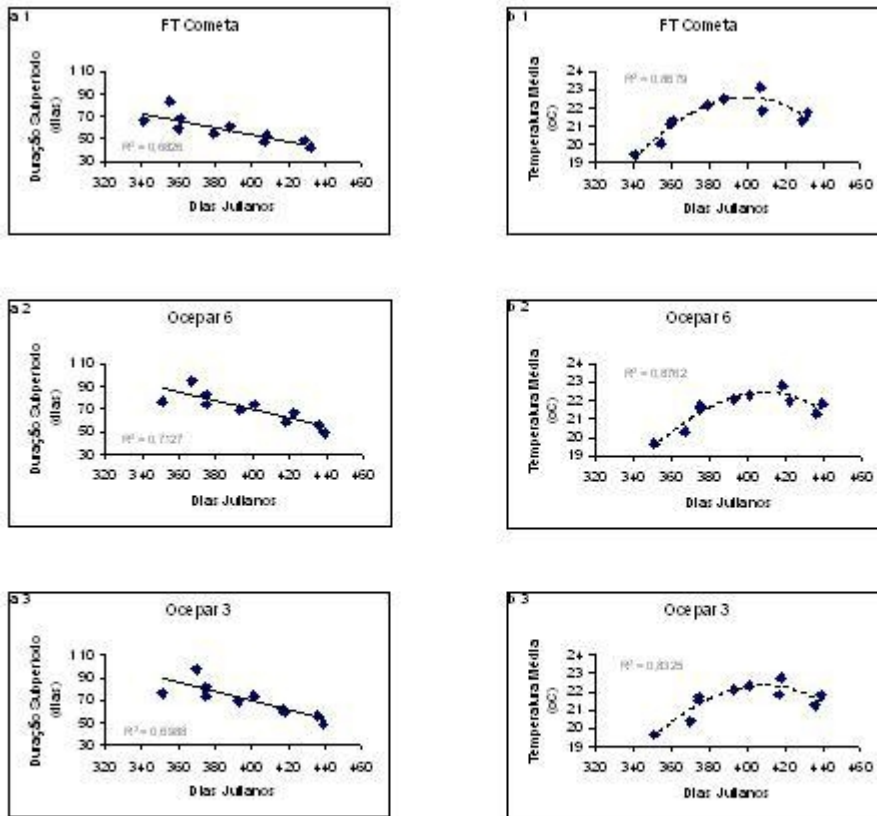 a 1
FT Cometa
Duração Subperíodo
(dias)
110
90
70
50
30
R² = 0,6826
320 340 360 380 400 420 440 460
Dias Julianos
b 1
FT Cometa
Temperatura Média
(oC)
24
23
22
21
20
19
R² = 0,8679
320 340 360 380 400 420 440 460
Dias Julianos
a 2
Ocepar 6
Duração Subperíodo
(dias)
110
90
70
50
30
R² = 0,7127
320 340 360 380 400 420 440 460
Dias Julianos
b 2
Ocepar 6
Temperatura Média
(oC)
24
23
22
21
20
19
R² = 0,8762
320 340 360 380 400 420 440 460
Dias Julianos
a 3
Ocepar 3
Duração Subperíodo
(dias)
110
90
70
50
30
R² = 0,6988
320 340 360 380 400 420 440 460
Dias Julianos
b 3
Ocepar 3
Temperatura Média
(oC)
24
23
22
21
20
19
R² = 0,8325
320 340 360 380 400 420 440 460
Dias Julianos